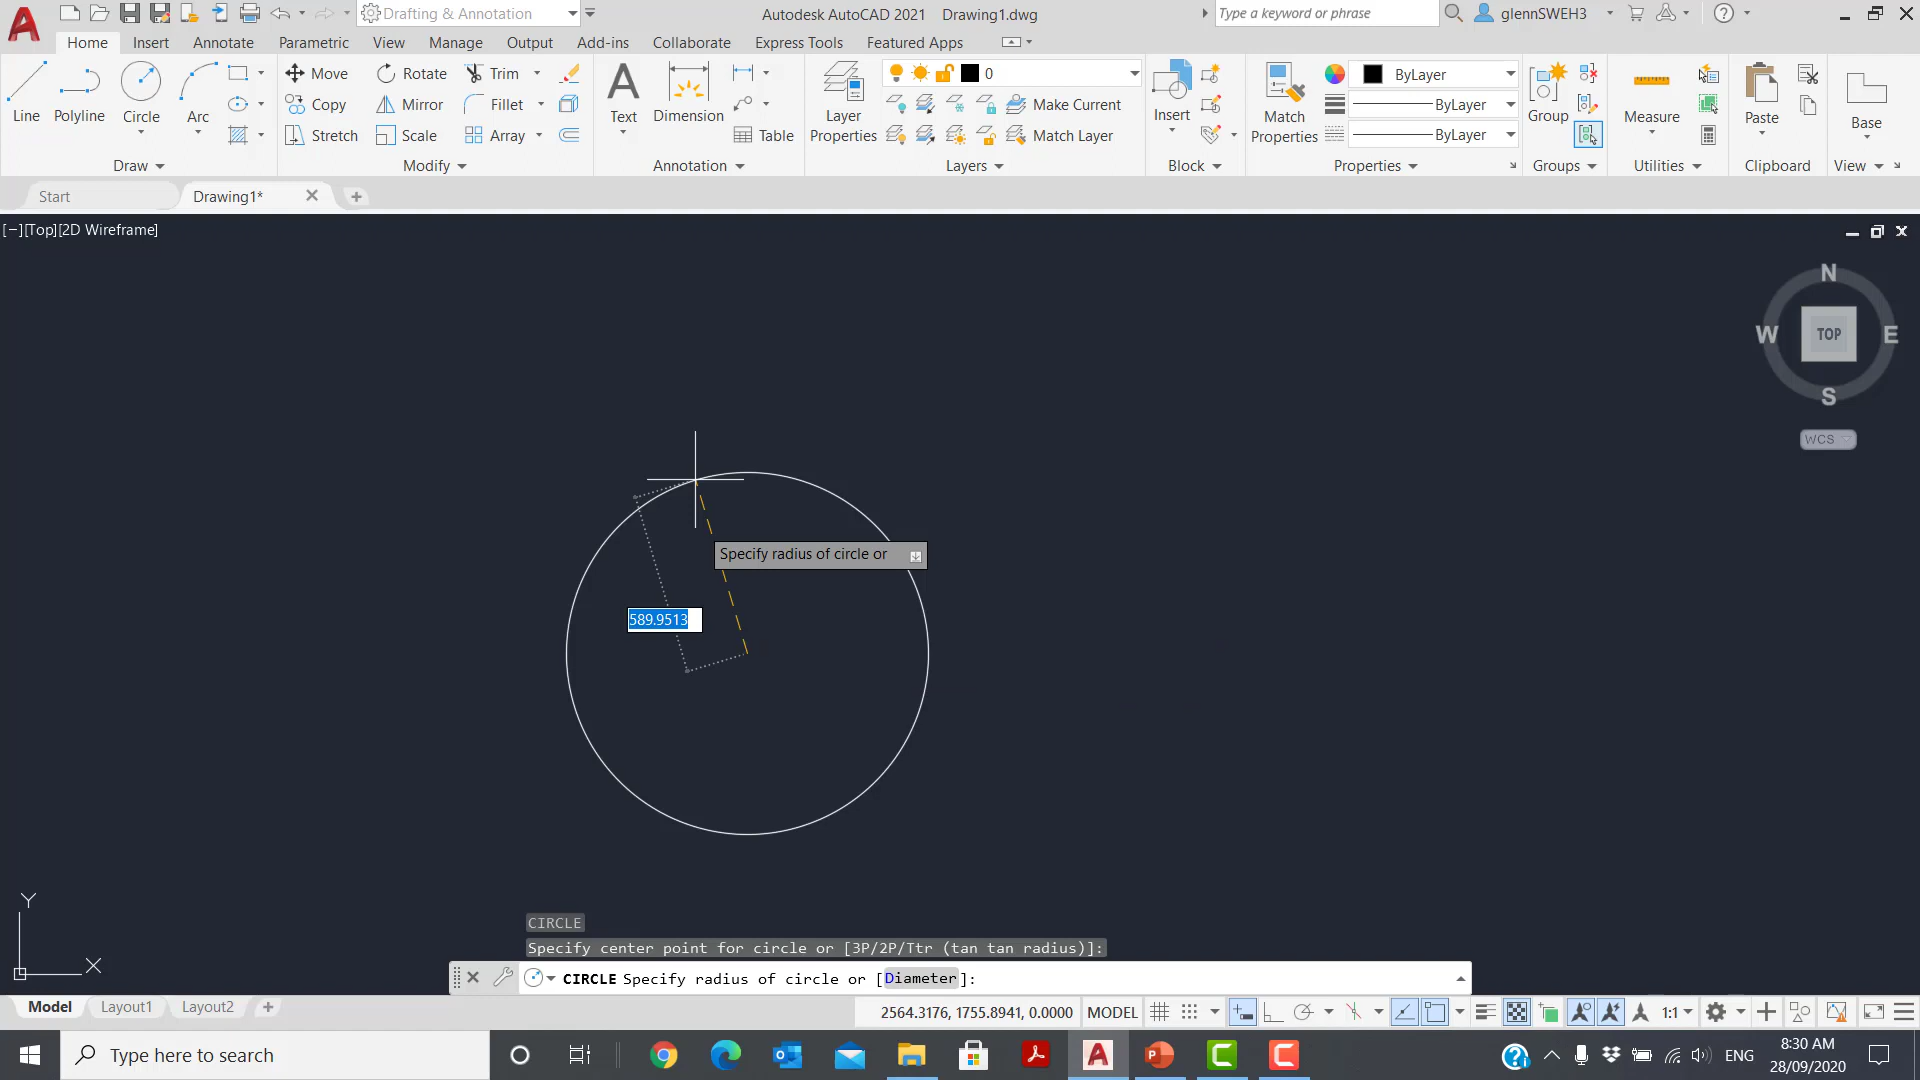 Drafting & Annotation
Autodesk AutoCAD 2021 Drawing1.dwg
Type a keyword or phrase
glennSWEH3
Home Insert Annotate Parametric View Manage Output Add-ins Collaborate Express Tools Featured Apps
Line Polyline Circle Arc
Move Rotate Trim
Copy Mirror Fillet
Stretch Scale Array
Text Dimension Table
Layer Properties
0
Make Current
Match Layer
Insert
Match Properties
ByLayer
ByLayer
ByLayer
Group Measure Paste Base
Draw Modify Annotation Layers Block Properties Groups Utilities Clipboard View
Start Drawing1*
[−][Top][2D Wireframe]
N
W TOP E
S
WCS
Specify radius of circle or
589.9513
Y
X
CIRCLE
Specify center point for circle or [3P/2P/Ttr (tan tan radius)]:
CIRCLE Specify radius of circle or [Diameter]:
Model Layout1 Layout2
2564.3176, 1755.8941, 0.0000 MODEL 1:1
Type here to search
ENG
8:30 AM
28/09/2020